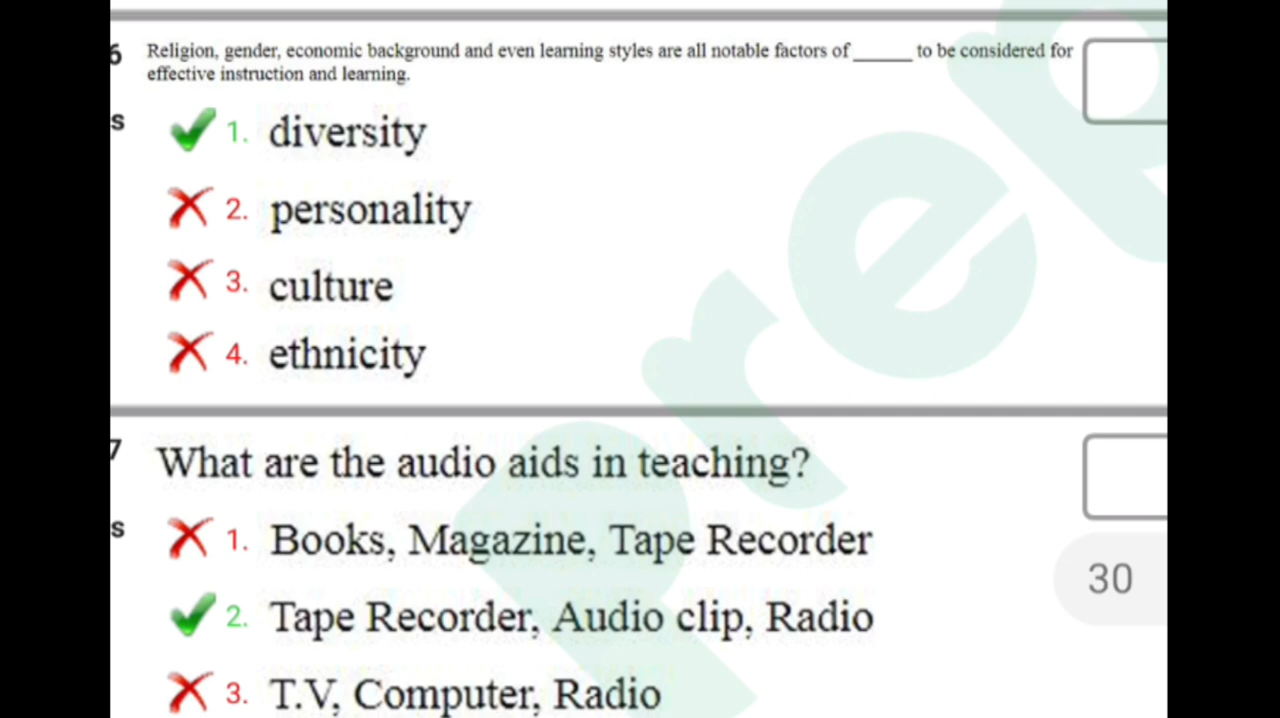 6 Religion, gender, economic background and even learning styles are all notable factors of ______ to be considered for
effective instruction and learning.
s
1. diversity
2. personality
3. culture
4. ethnicity
7 What are the audio aids in teaching?
s
1. Books, Magazine, Tape Recorder
30
2. Tape Recorder, Audio clip, Radio
3. T.V, Computer, Radio
Prep